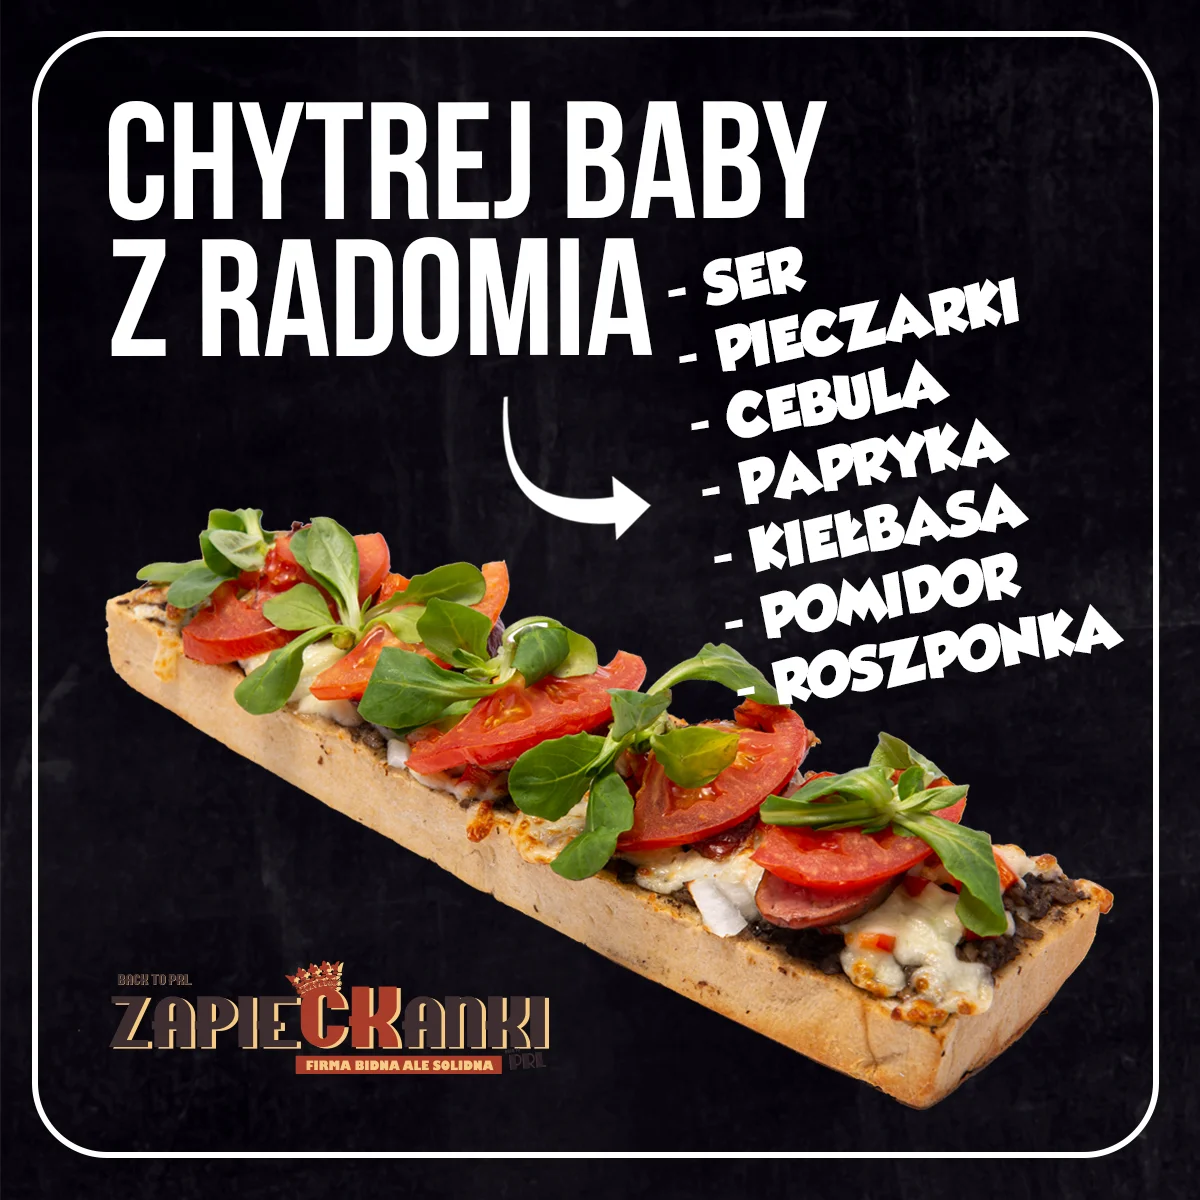 CHYTREJ BABY
Z RADOMIA
- SER
- PIECZARKI
- CEBULA
- PAPRYKA
- KIEŁBASA
- POMIDOR
- ROSZPONKA
BACK TO PRL
ZAPIECKANKI
PRL
FIRMA BIDNA ALE SOLIDNA